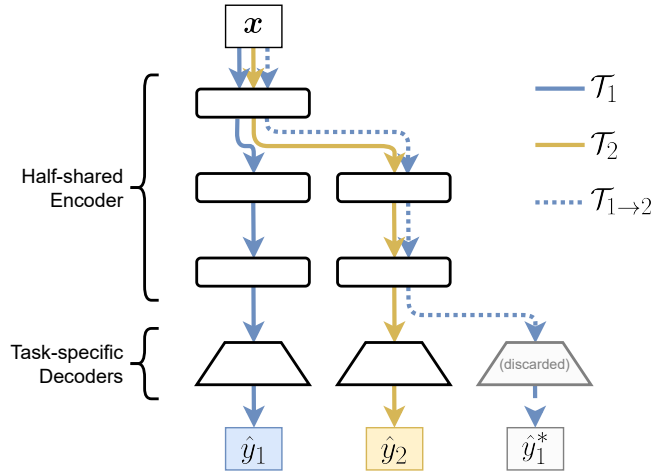 x
𝒯₁
𝒯₂
𝒯₁→₂
Half-shared
Encoder
Task-specific
Decoders
(discarded)
ŷ₁
ŷ₂
ŷ₁*